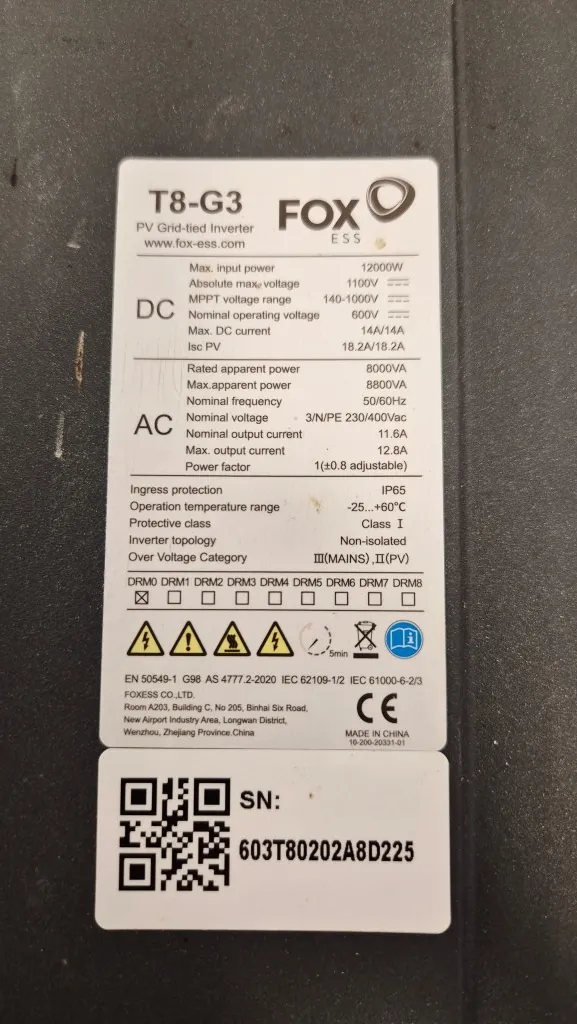 T8-G3
PV Grid-tied Inverter
www.fox-ess.com
FOX
ESS
DC
Max. input power 12000W
Absolute max. voltage 1100V
MPPT voltage range 140-1000V
Nominal operating voltage 600V
Max. DC current 14A/14A
Isc PV 18.2A/18.2A
AC
Rated apparent power 8000VA
Max.apparent power 8800VA
Nominal frequency 50/60Hz
Nominal voltage 3/N/PE 230/400Vac
Nominal output current 11.6A
Max. output current 12.8A
Power factor 1(±0.8 adjustable)
Ingress protection IP65
Operation temperature range -25...+60℃
Protective class Class Ⅰ
Inverter topology Non-isolated
Over Voltage Category Ⅲ(MAINS),Ⅱ(PV)
DRM0 DRM1 DRM2 DRM3 DRM4 DRM5 DRM6 DRM7 DRM8
5min
EN 50549-1 G98 AS 4777.2-2020 IEC 62109-1/2 IEC 61000-6-2/3
FOXESS CO.,LTD.
Room A203, Building C, No 205, Binhai Six Road,
New Airport Industry Area, Longwan District,
Wenzhou, Zhejiang Province.China
CE
MADE IN CHINA
10-200-20331-01
SN:
603T80202A8D225